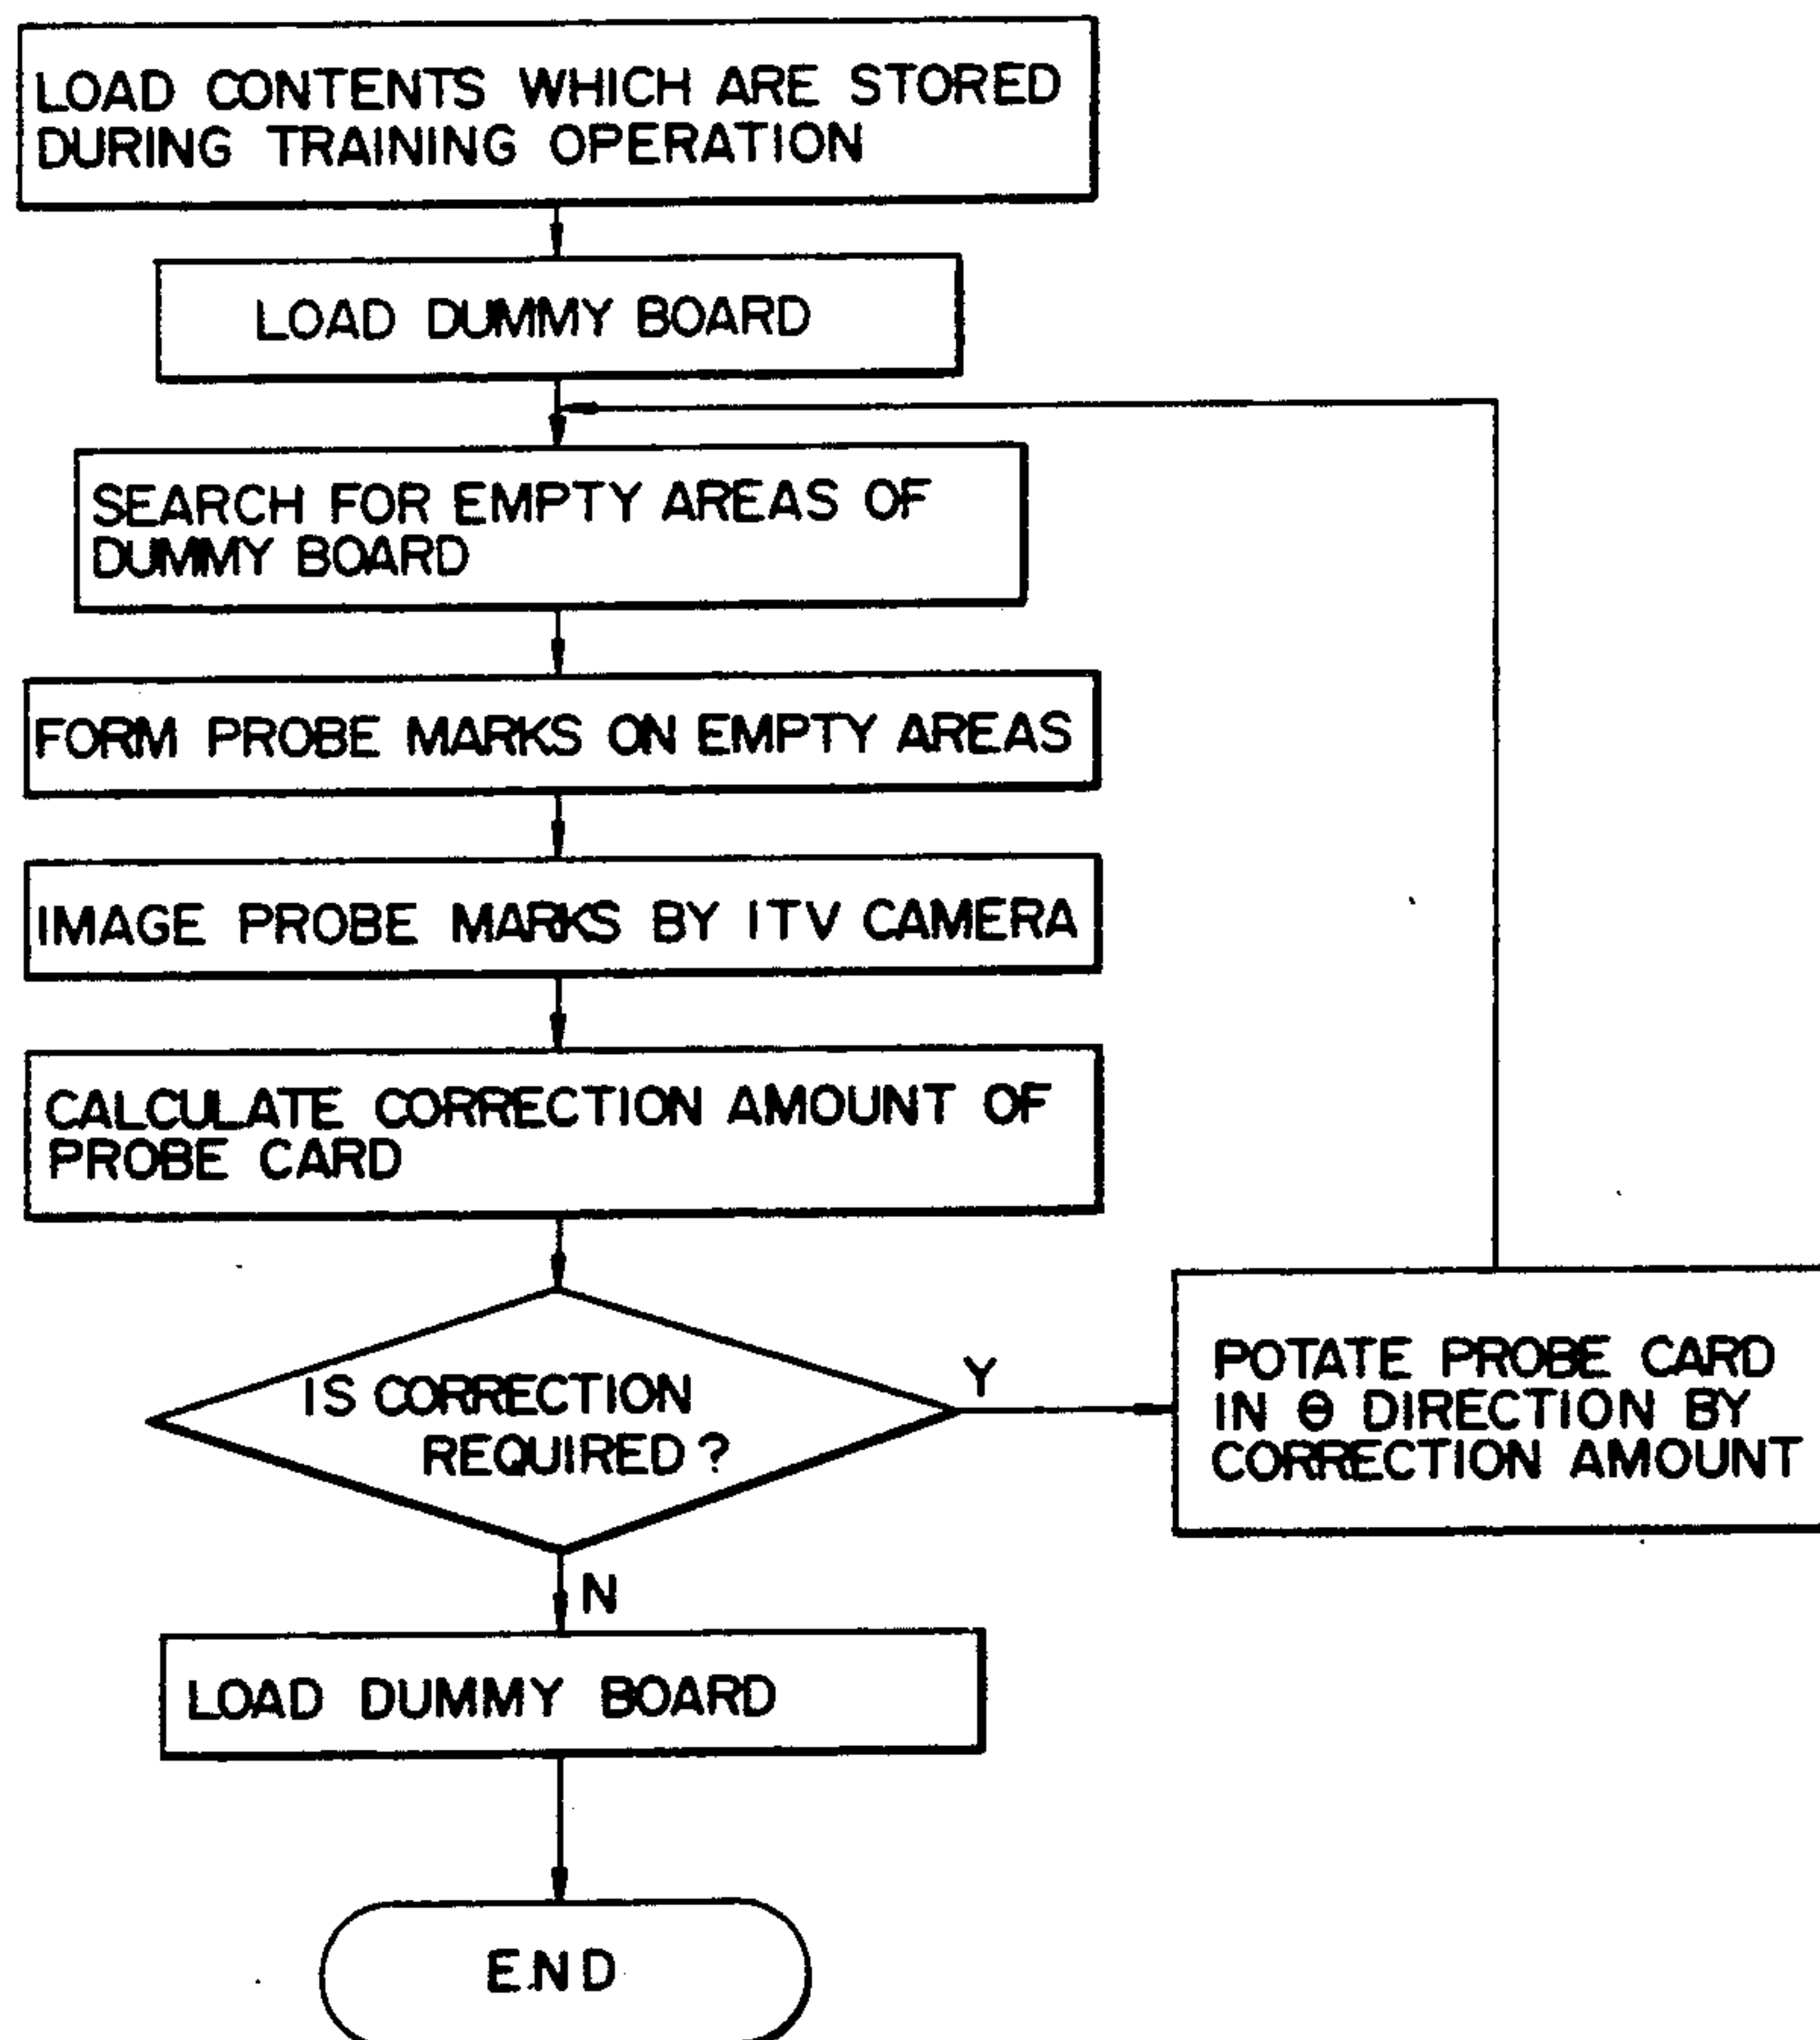 LOAD CONTENTS WHICH ARE STORED
DURING TRAINING OPERATION
LOAD DUMMY BOARD
SEARCH FOR EMPTY AREAS OF
DUMMY BOARD
FORM PROBE MARKS ON EMPTY AREAS
IMAGE PROBE MARKS BY ITV CAMERA
CALCULATE CORRECTION AMOUNT OF
PROBE CARD
IS CORRECTION
REQUIRED?
Y
POTATE PROBE CARD
IN Θ DIRECTION BY
CORRECTION AMOUNT
N
LOAD DUMMY BOARD
END